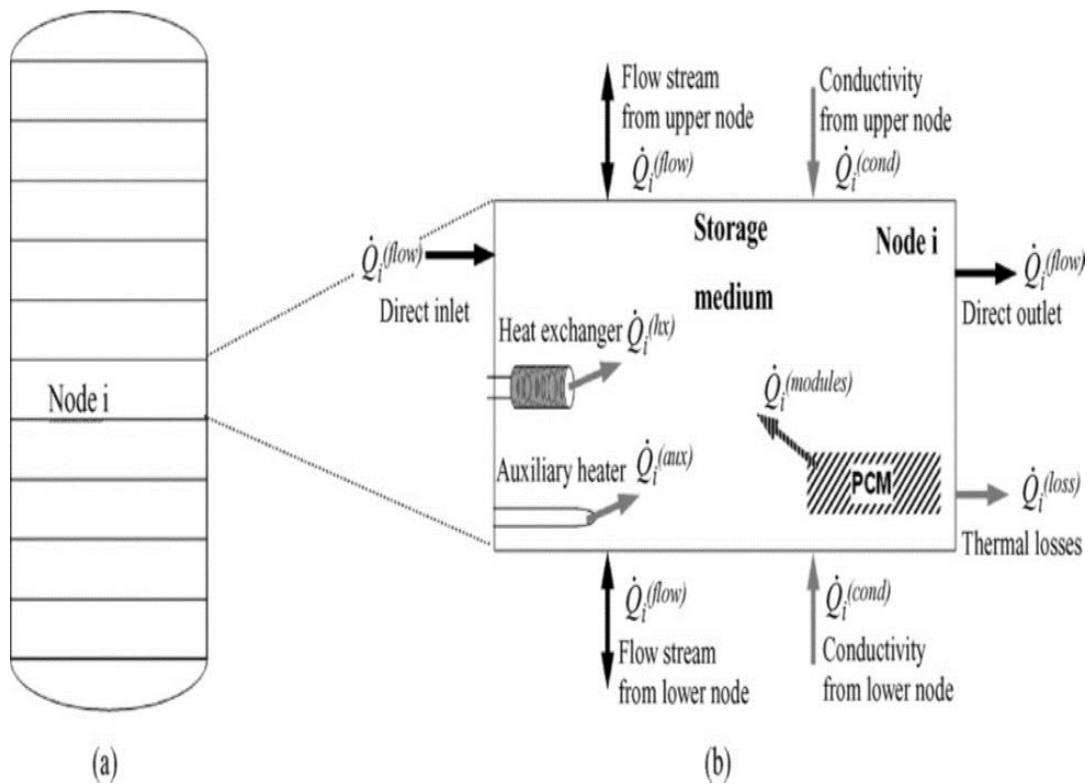 Node i
(a)
Flow stream
from upper node
Q̇i(flow)
Conductivity
from upper node
Q̇i(cond)
Storage
medium
Node i
Q̇i(flow)
Direct inlet
Q̇i(flow)
Direct outlet
Heat exchanger Q̇i(hx)
Q̇i(modules)
Auxiliary heater Q̇i(aux)
PCM
Q̇i(loss)
Thermal losses
Q̇i(flow)
Flow stream
from lower node
Q̇i(cond)
Conductivity
from lower node
(b)